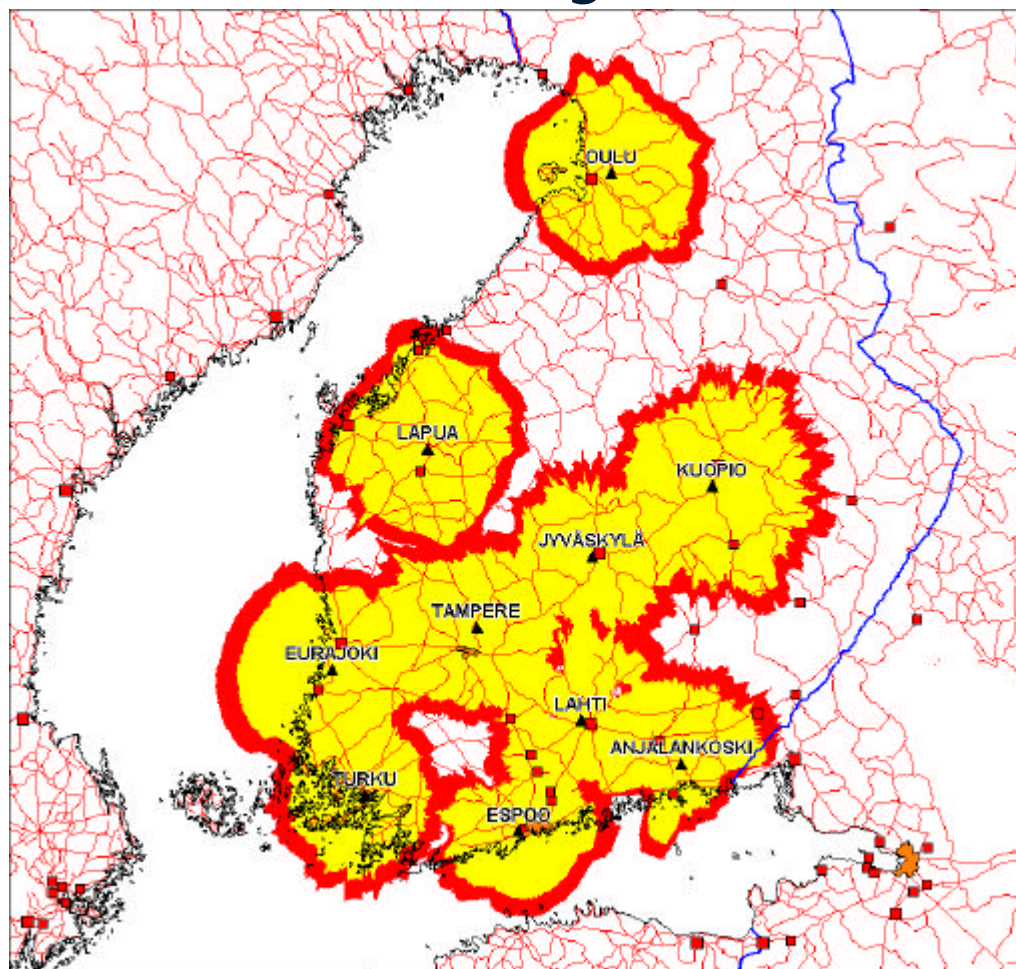 OULU
LAPUA
KUOPIO
JYVÄSKYLÄ
TAMPERE
EURAJOKI
LAHTI
ANJALANKOSKI
TURKU
ESPOO